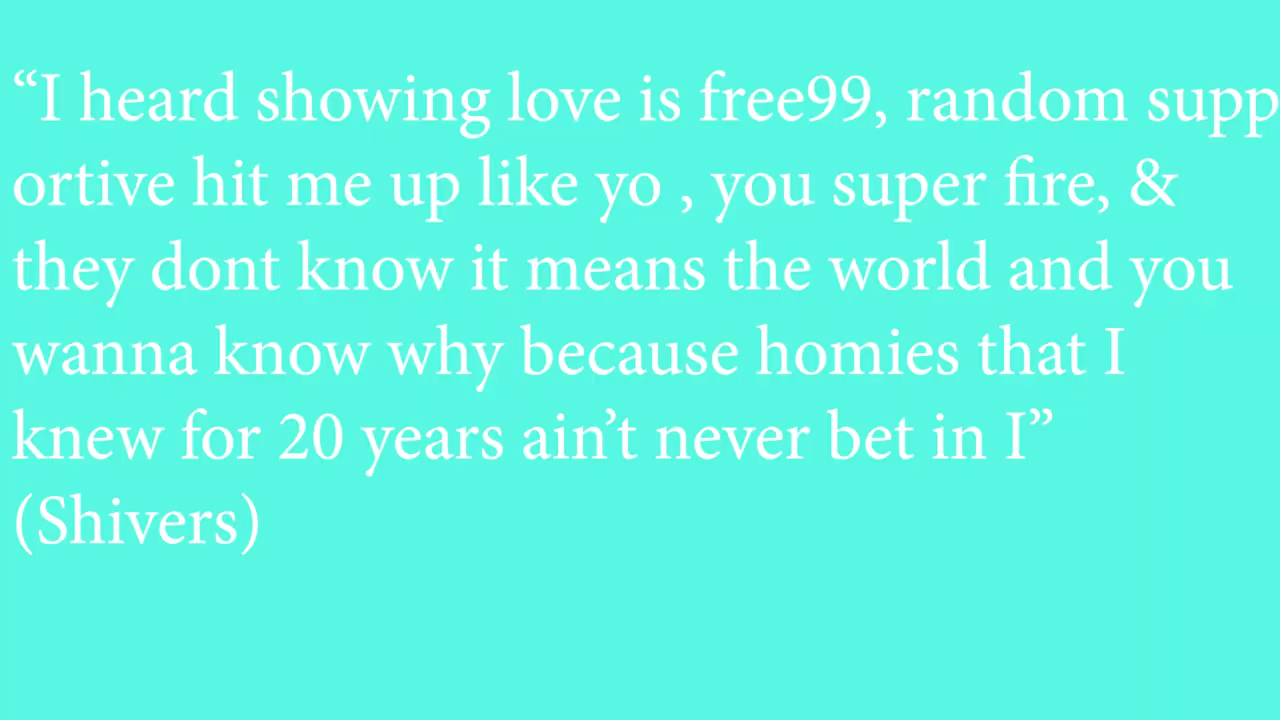 “I heard showing love is free99, random supp
ortive hit me up like yo , you super fire, &
they dont know it means the world and you
wanna know why because homies that I
knew for 20 years ain’t never bet in I”
(Shivers)